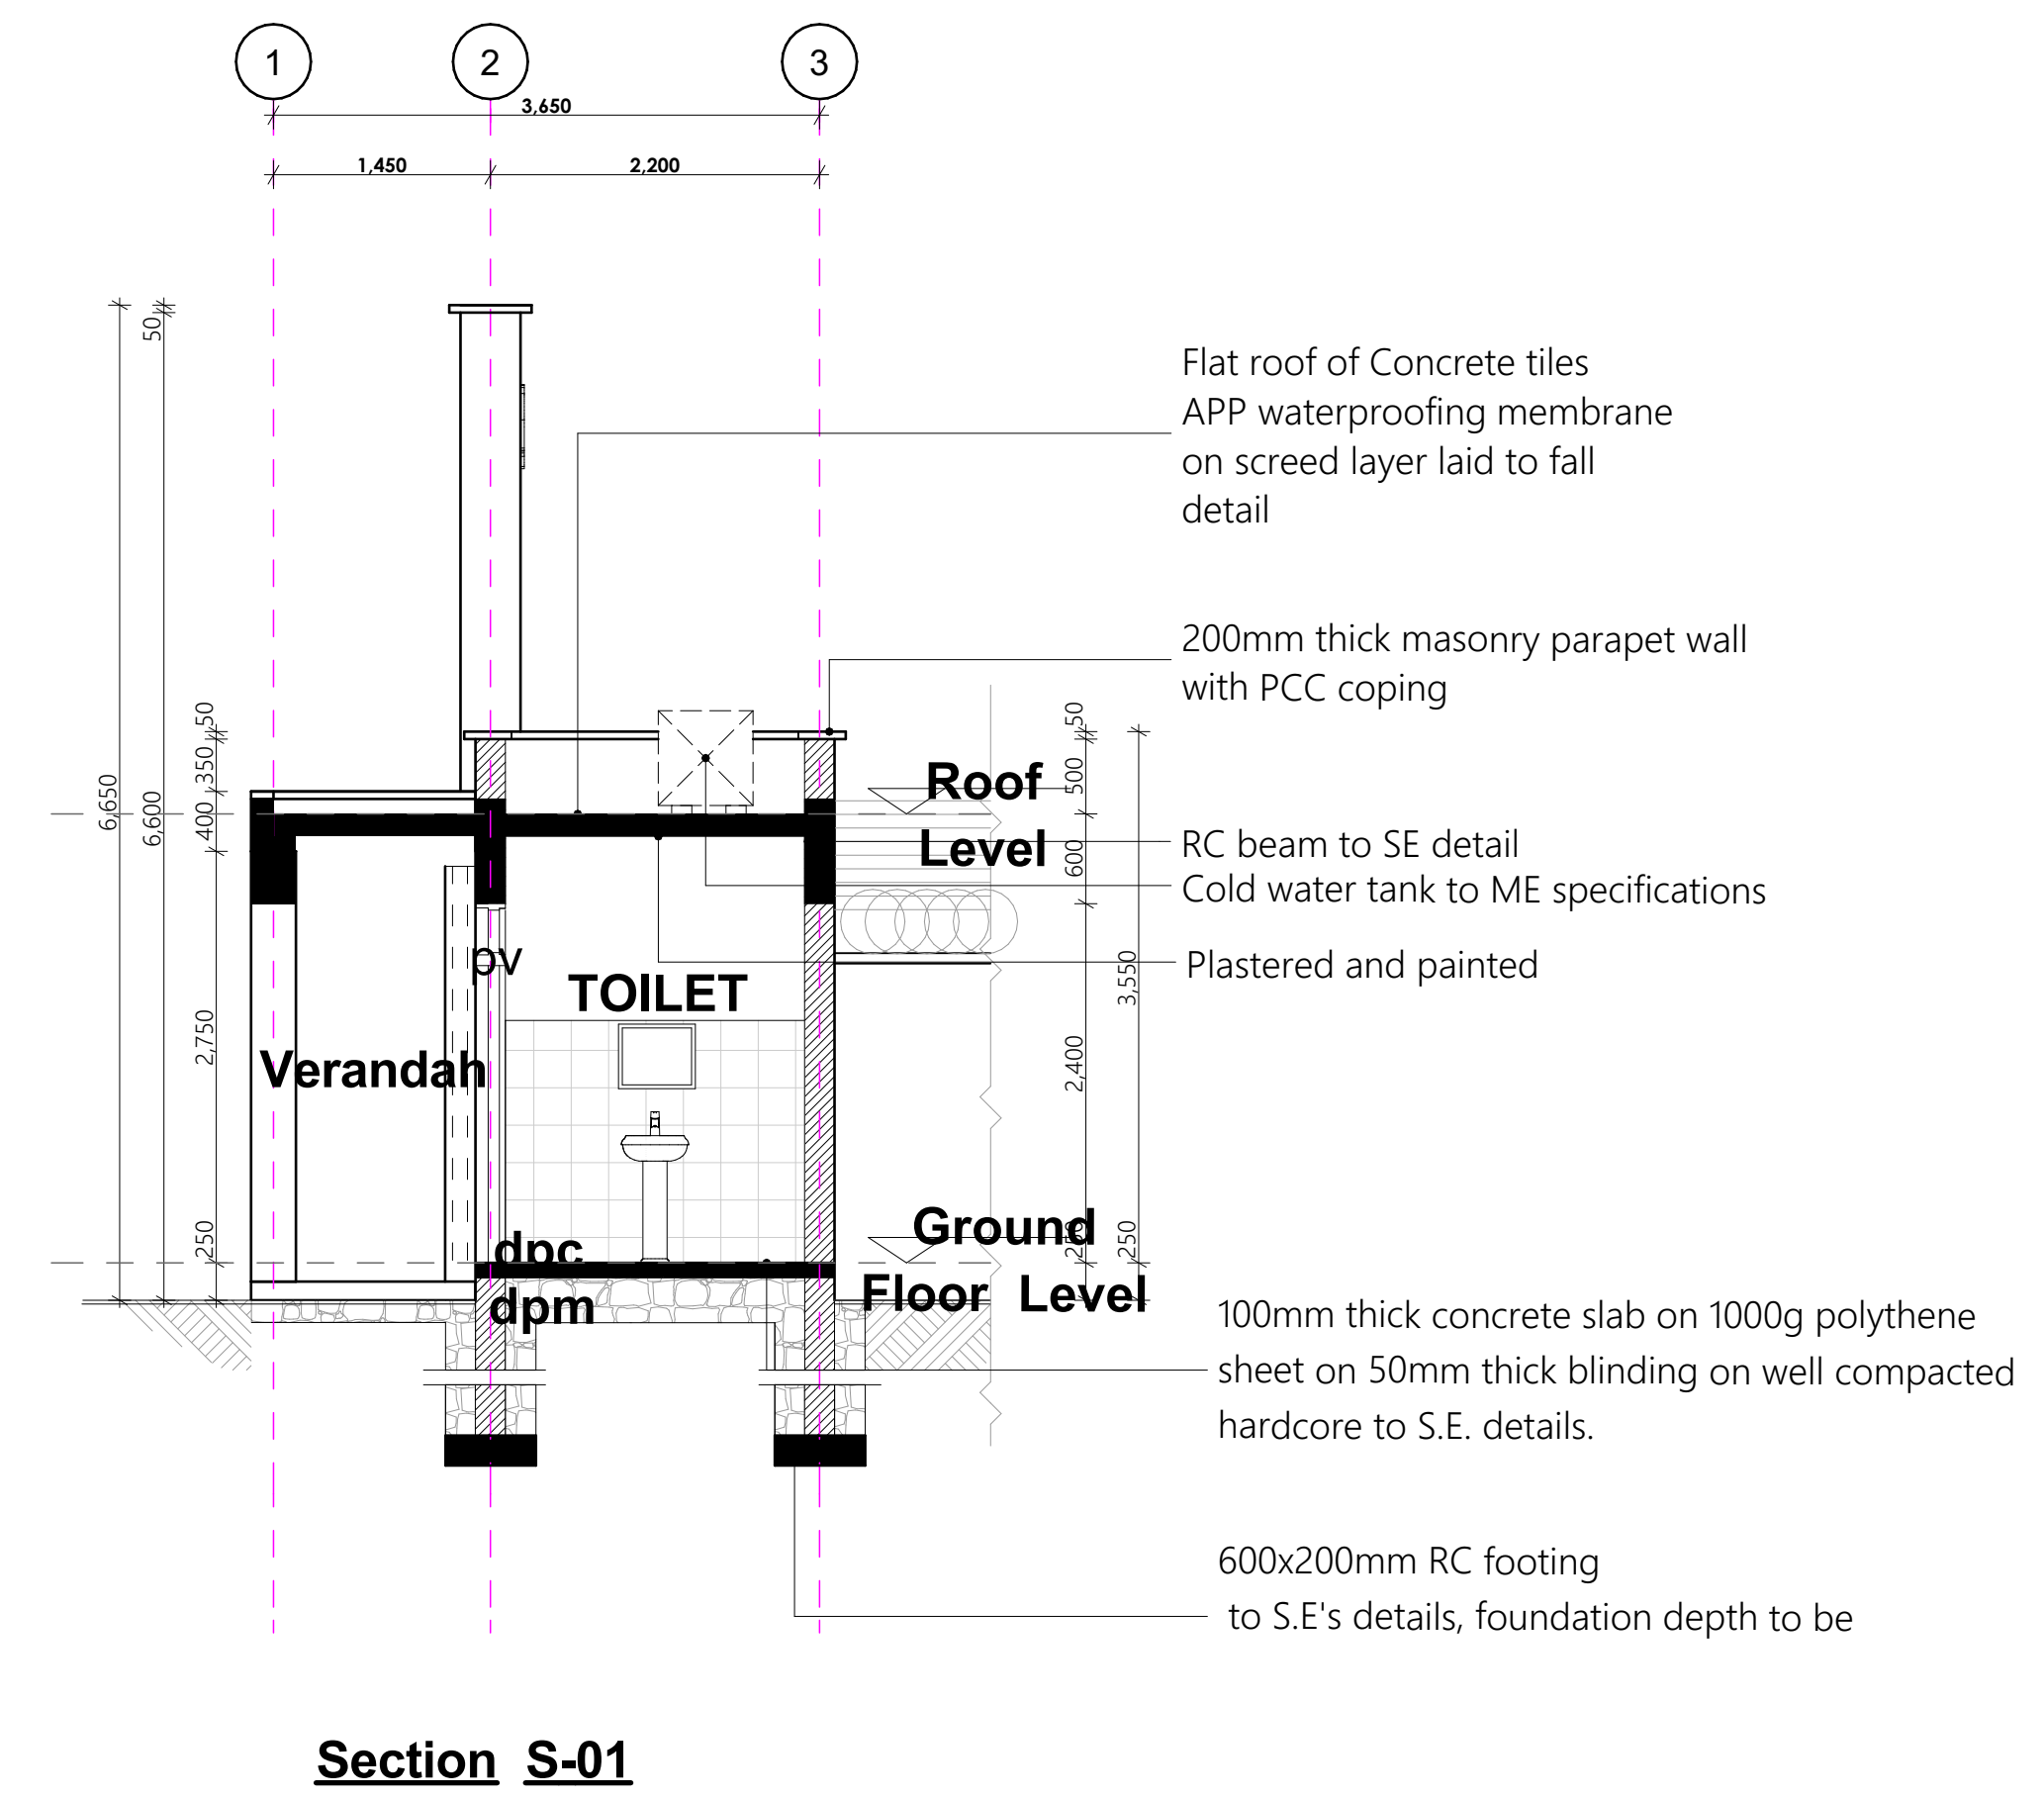 1
2
3
3,650
1,450
2,200
50
6,650
6,600
50
350
400
2,750
250
Flat roof of Concrete tiles
APP waterproofing membrane
on screed layer laid to fall
detail
200mm thick masonry parapet wall
with PCC coping
50
500
600
2,400
250
3,550
250
Roof
Level
RC beam to SE detail
Cold water tank to ME specifications
Plastered and painted
pv
TOILET
Verandah
dpc
dpm
Ground
Floor Level
100mm thick concrete slab on 1000g polythene
sheet on 50mm thick blinding on well compacted
hardcore to S.E. details.
600x200mm RC footing
to S.E's details, foundation depth to be
Section S-01